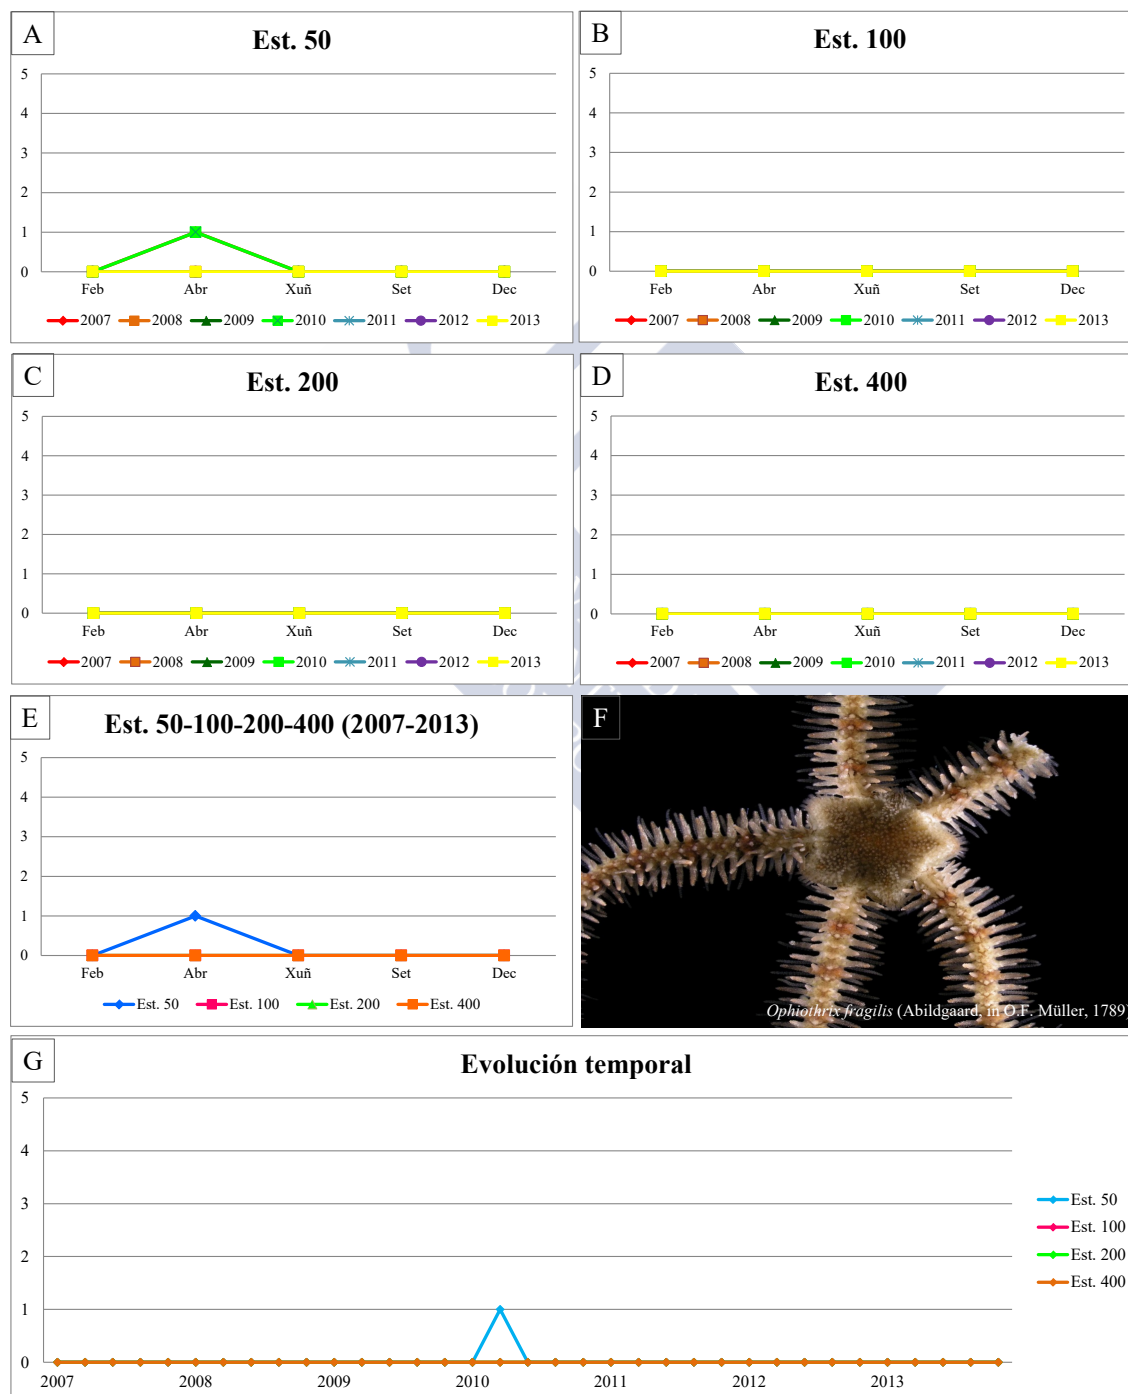 A
Est. 50
5
4
3
2
1
0
Feb Abr Xuñ Set Dec
2007 2008 2009 2010 2011 2012 2013
B
Est. 100
5
4
3
2
1
0
Feb Abr Xuñ Set Dec
2007 2008 2009 2010 2011 2012 2013
C
Est. 200
5
4
3
2
1
0
Feb Abr Xuñ Set Dec
2007 2008 2009 2010 2011 2012 2013
D
Est. 400
5
4
3
2
1
0
Feb Abr Xuñ Set Dec
2007 2008 2009 2010 2011 2012 2013
E
Est. 50-100-200-400 (2007-2013)
5
4
3
2
1
0
Feb Abr Xuñ Set Dec
Est. 50 Est. 100 Est. 200 Est. 400
F
Ophiothrix fragilis (Abildgaard, in O.F. Müller, 1789)
G
Evolución temporal
5
4
3
2
1
0
2007 2008 2009 2010 2011 2012 2013
Est. 50
Est. 100
Est. 200
Est. 400